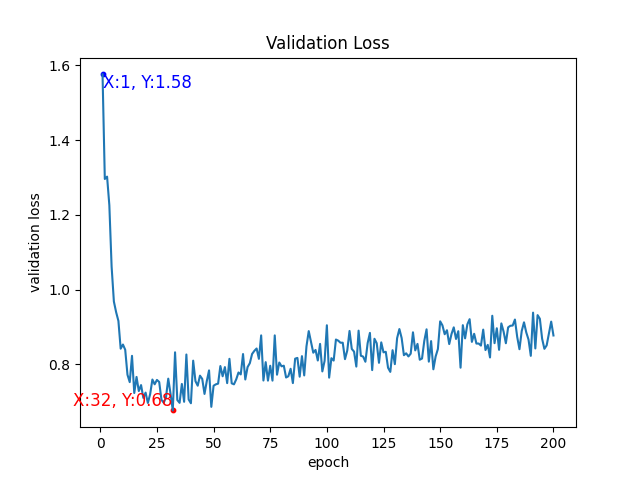 Validation Loss
1.6
X:1, Y:1.58
1.4
1.2
validation loss
1.0
0.8
X:32, Y:0.68
0 25 50 75 100 125 150 175 200
epoch